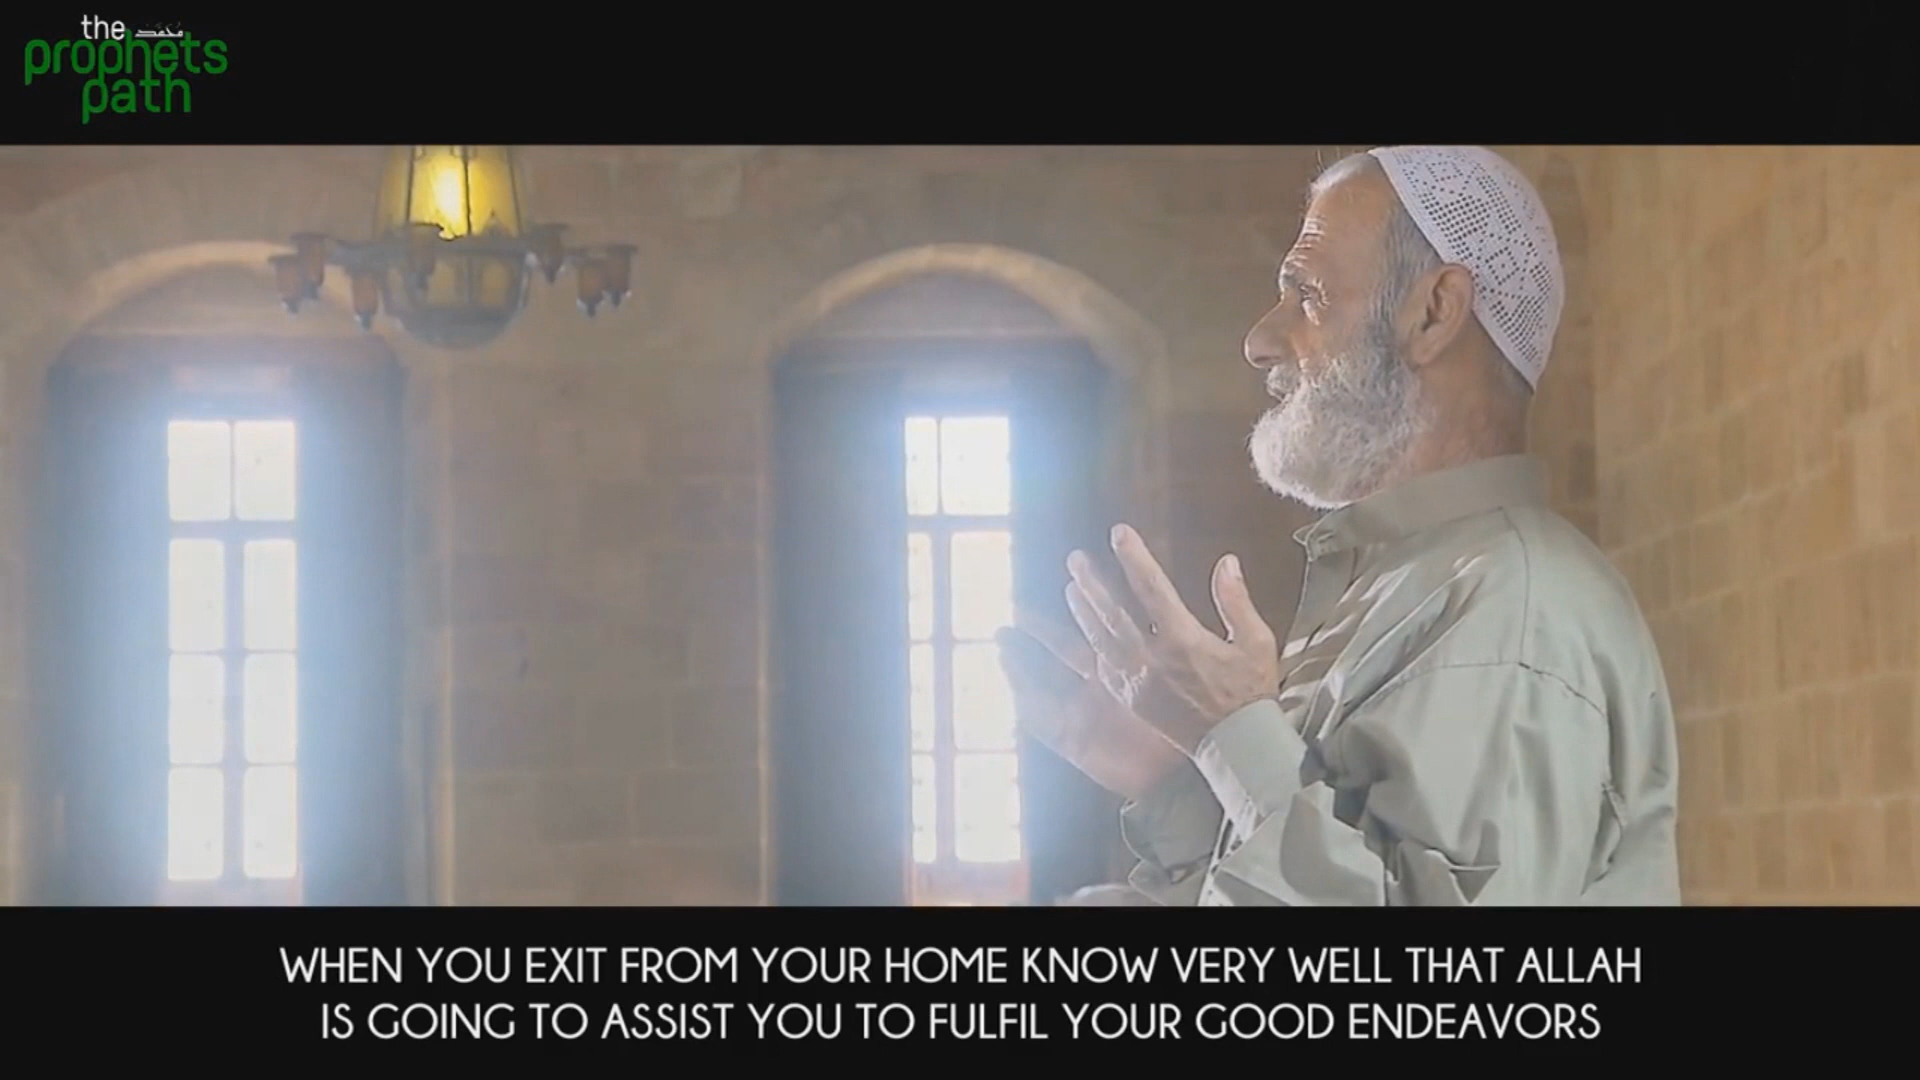 the مُحَمَّد
prophets
path
WHEN YOU EXIT FROM YOUR HOME KNOW VERY WELL THAT ALLAH
IS GOING TO ASSIST YOU TO FULFIL YOUR GOOD ENDEAVORS